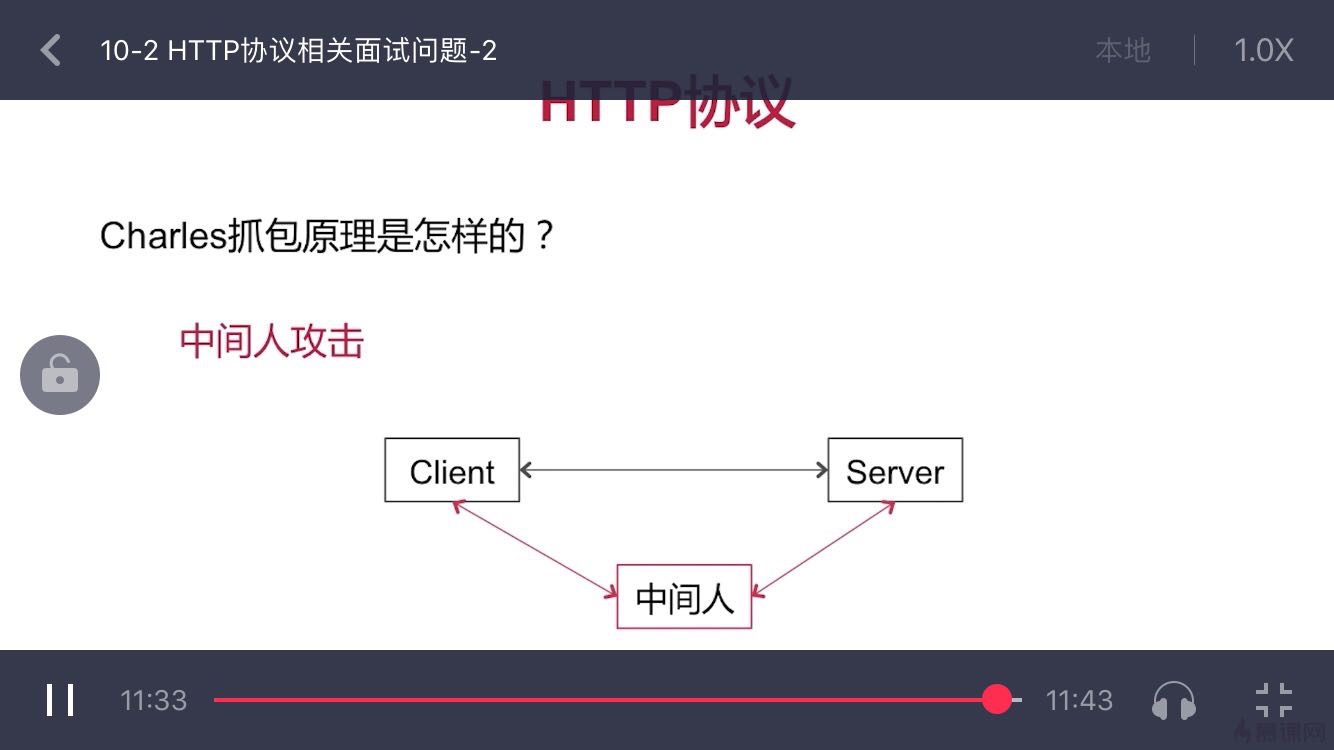 10-2 HTTP协议相关面试问题-2
本地
1.0X
HTTP协议
Charles抓包原理是怎样的？
中间人攻击
Client
Server
中间人
11:33
11:43
慕课网